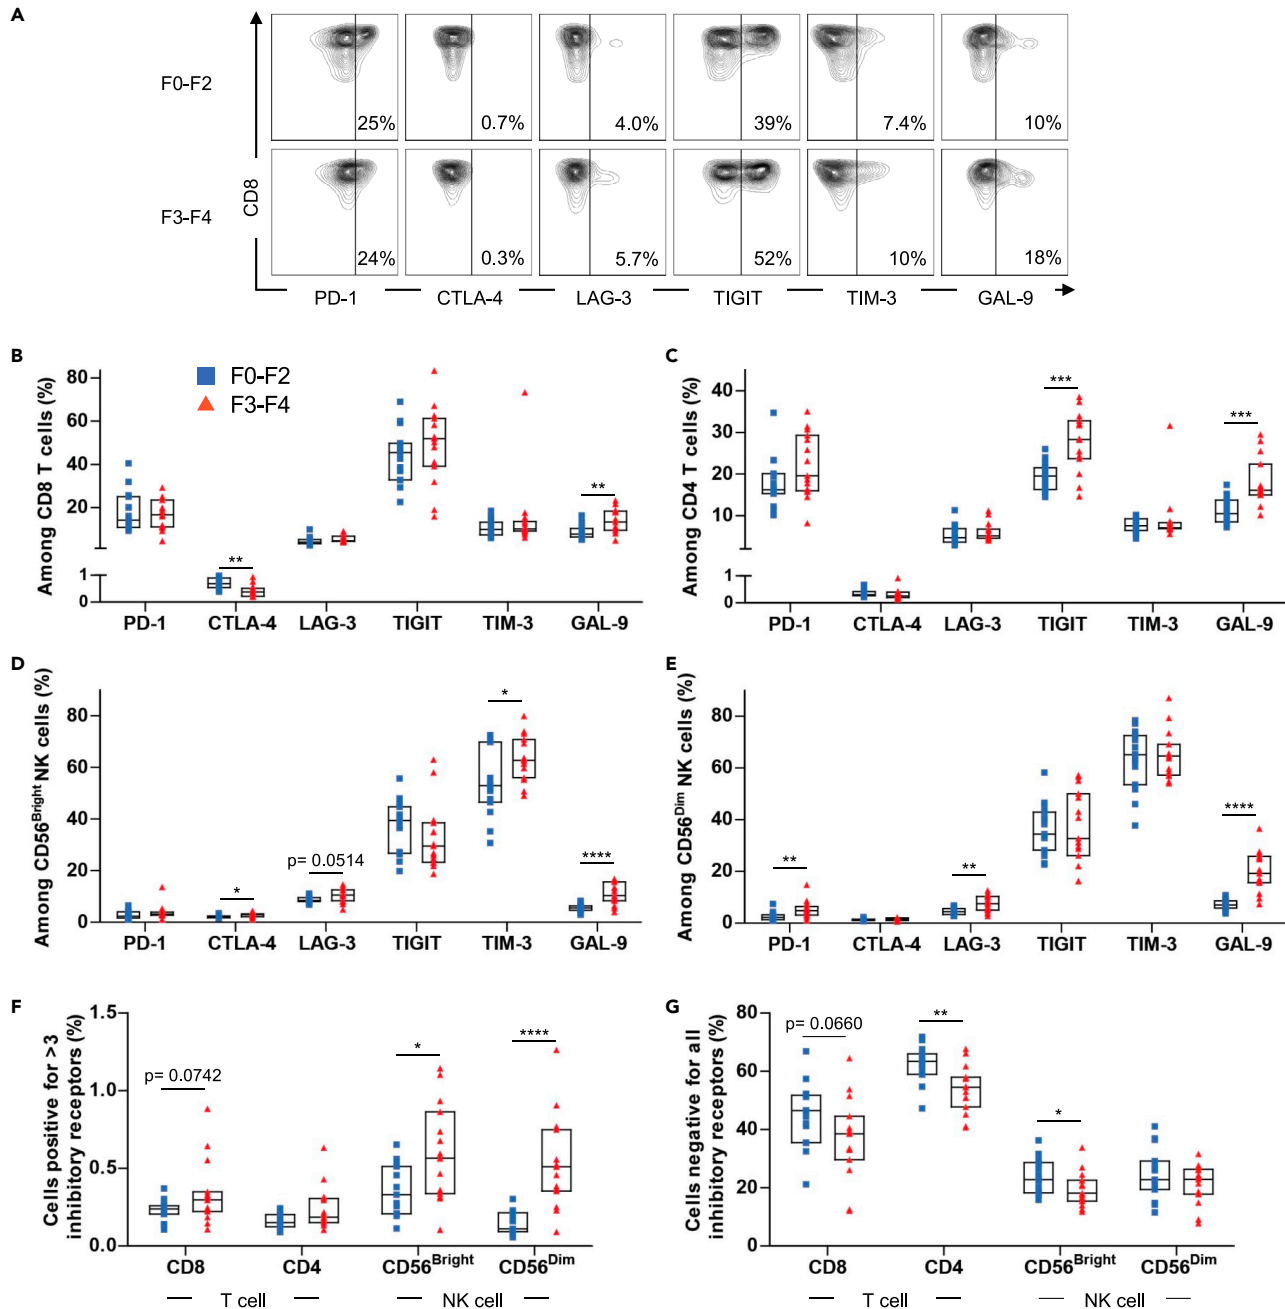 A
F0-F2
25%
0.7%
4.0%
39%
7.4%
10%
CD8
F3-F4
24%
0.3%
5.7%
52%
10%
18%
PD-1
CTLA-4
LAG-3
TIGIT
TIM-3
GAL-9
B
F0-F2
F3-F4
Among CD8 T cells (%)
80
60
40
20
1
0
**
**
PD-1
CTLA-4
LAG-3
TIGIT
TIM-3
GAL-9
C
Among CD4 T cells (%)
40
30
20
10
1
0
***
***
PD-1
CTLA-4
LAG-3
TIGIT
TIM-3
GAL-9
D
Among CD56Bright NK cells (%)
80
60
40
20
0
*
p= 0.0514
*
****
PD-1
CTLA-4
LAG-3
TIGIT
TIM-3
GAL-9
E
Among CD56Dim NK cells (%)
80
60
40
20
0
**
**
****
PD-1
CTLA-4
LAG-3
TIGIT
TIM-3
GAL-9
F
Cells positive for >3
inhibitory receptors (%)
1.5
1.0
0.5
0.0
p= 0.0742
*
****
CD8
CD4
CD56Bright
CD56Dim
T cell
NK cell
G
Cells negative for all
inhibitory receptors (%)
80
60
40
20
0
p= 0.0660
**
*
CD8
CD4
CD56Bright
CD56Dim
T cell
NK cell